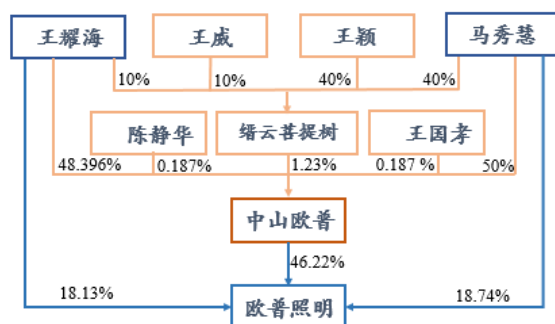 王耀海 王威 王颖 马秀慧
10% 10% 40% 40%
陈静华 缙云菩提树 王国孝
48.396% 0.187% 1.23% 0.187 % 50%
中山欧普
46.22%
18.13% 18.74%
欧普照明